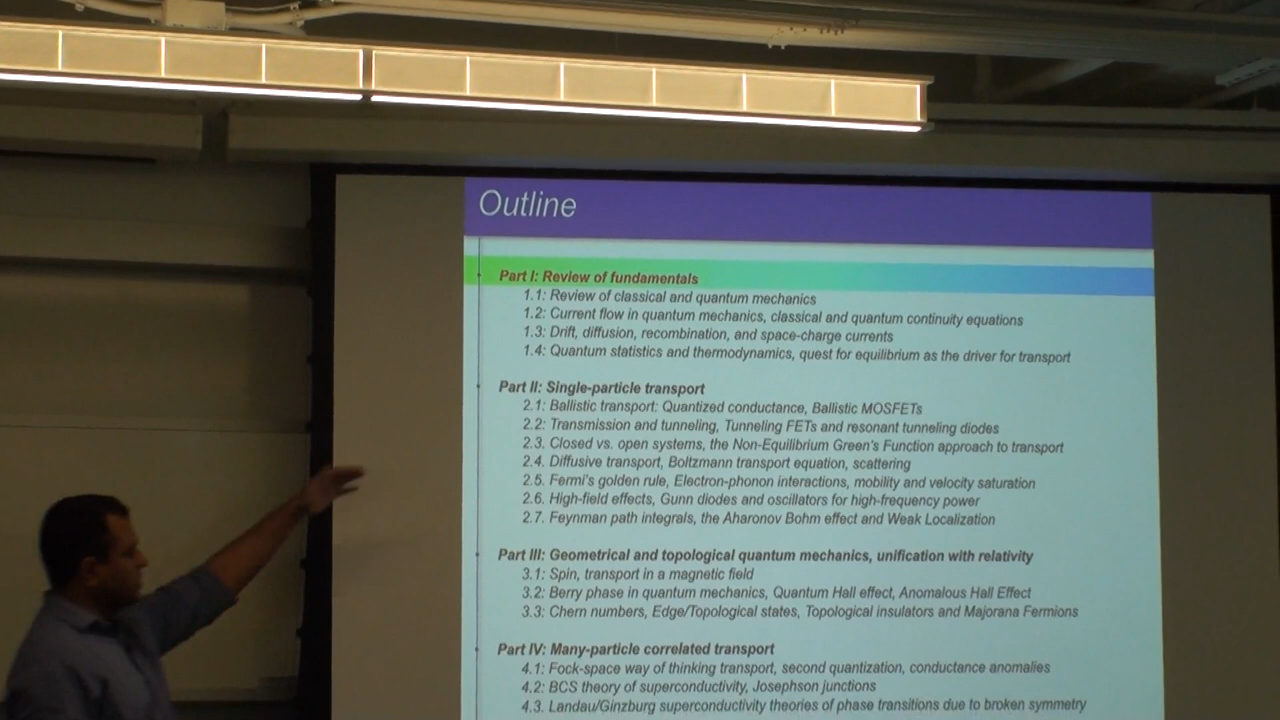 Outline
Part I: Review of fundamentals
1.1: Review of classical and quantum mechanics
1.2: Current flow in quantum mechanics, classical and quantum continuity equations
1.3: Drift, diffusion, recombination, and space-charge currents
1.4: Quantum statistics and thermodynamics, quest for equilibrium as the driver for transport
Part II: Single-particle transport
2.1: Ballistic transport: Quantized conductance, Ballistic MOSFETs
2.2: Transmission and tunneling, Tunneling FETs and resonant tunneling diodes
2.3. Closed vs. open systems, the Non-Equilibrium Green's Function approach to transport
2.4. Diffusive transport, Boltzmann transport equation, scattering
2.5. Fermi's golden rule, Electron-phonon interactions, mobility and velocity saturation
2.6. High-field effects, Gunn diodes and oscillators for high-frequency power
2.7. Feynman path integrals, the Aharonov Bohm effect and Weak Localization
Part III: Geometrical and topological quantum mechanics, unification with relativity
3.1: Spin, transport in a magnetic field
3.2: Berry phase in quantum mechanics, Quantum Hall effect, Anomalous Hall Effect
3.3: Chern numbers, Edge/Topological states, Topological insulators and Majorana Fermions
Part IV: Many-particle correlated transport
4.1: Fock-space way of thinking transport, second quantization, conductance anomalies
4.2: BCS theory of superconductivity, Josephson junctions
4.3. Landau/Ginzburg superconductivity theories of phase transitions due to broken symmetry